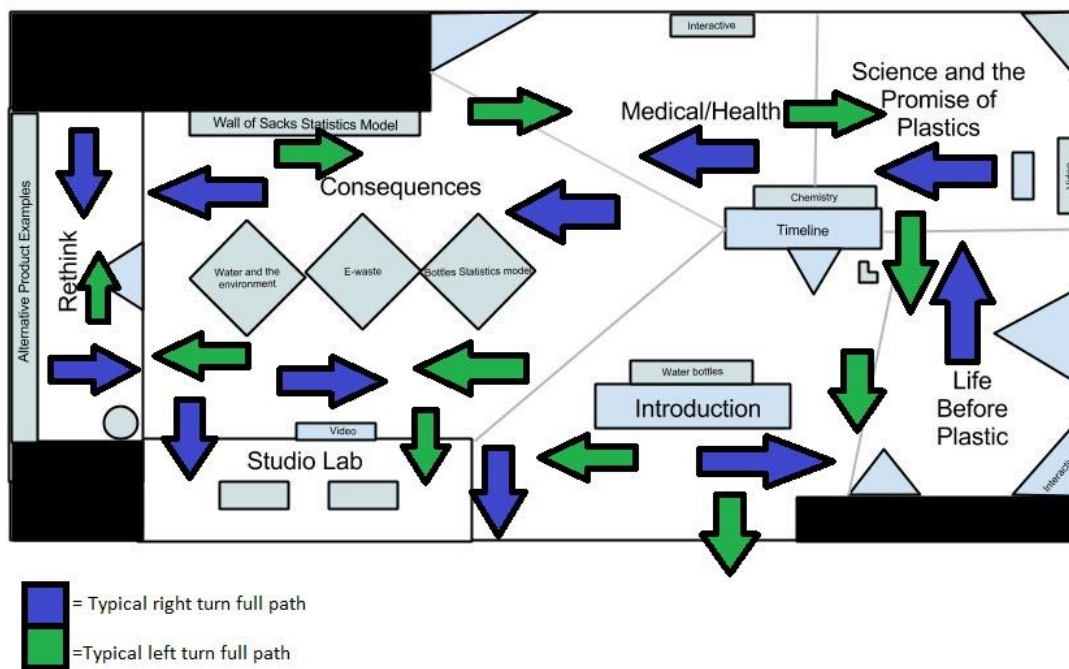 Interactive
Science and the
Promise of
Plastics
Medical/Health
Wall of Sacks Statistics Model
Consequences
Video
Chemistry
Timeline
Alternative Product Examples
Rethink
Water and the
environment
E-waste
Bottles Statistics model
Water bottles
Introduction
Life
Before
Plastic
Interactive
Video
Studio Lab
= Typical right turn full path
=Typical left turn full path